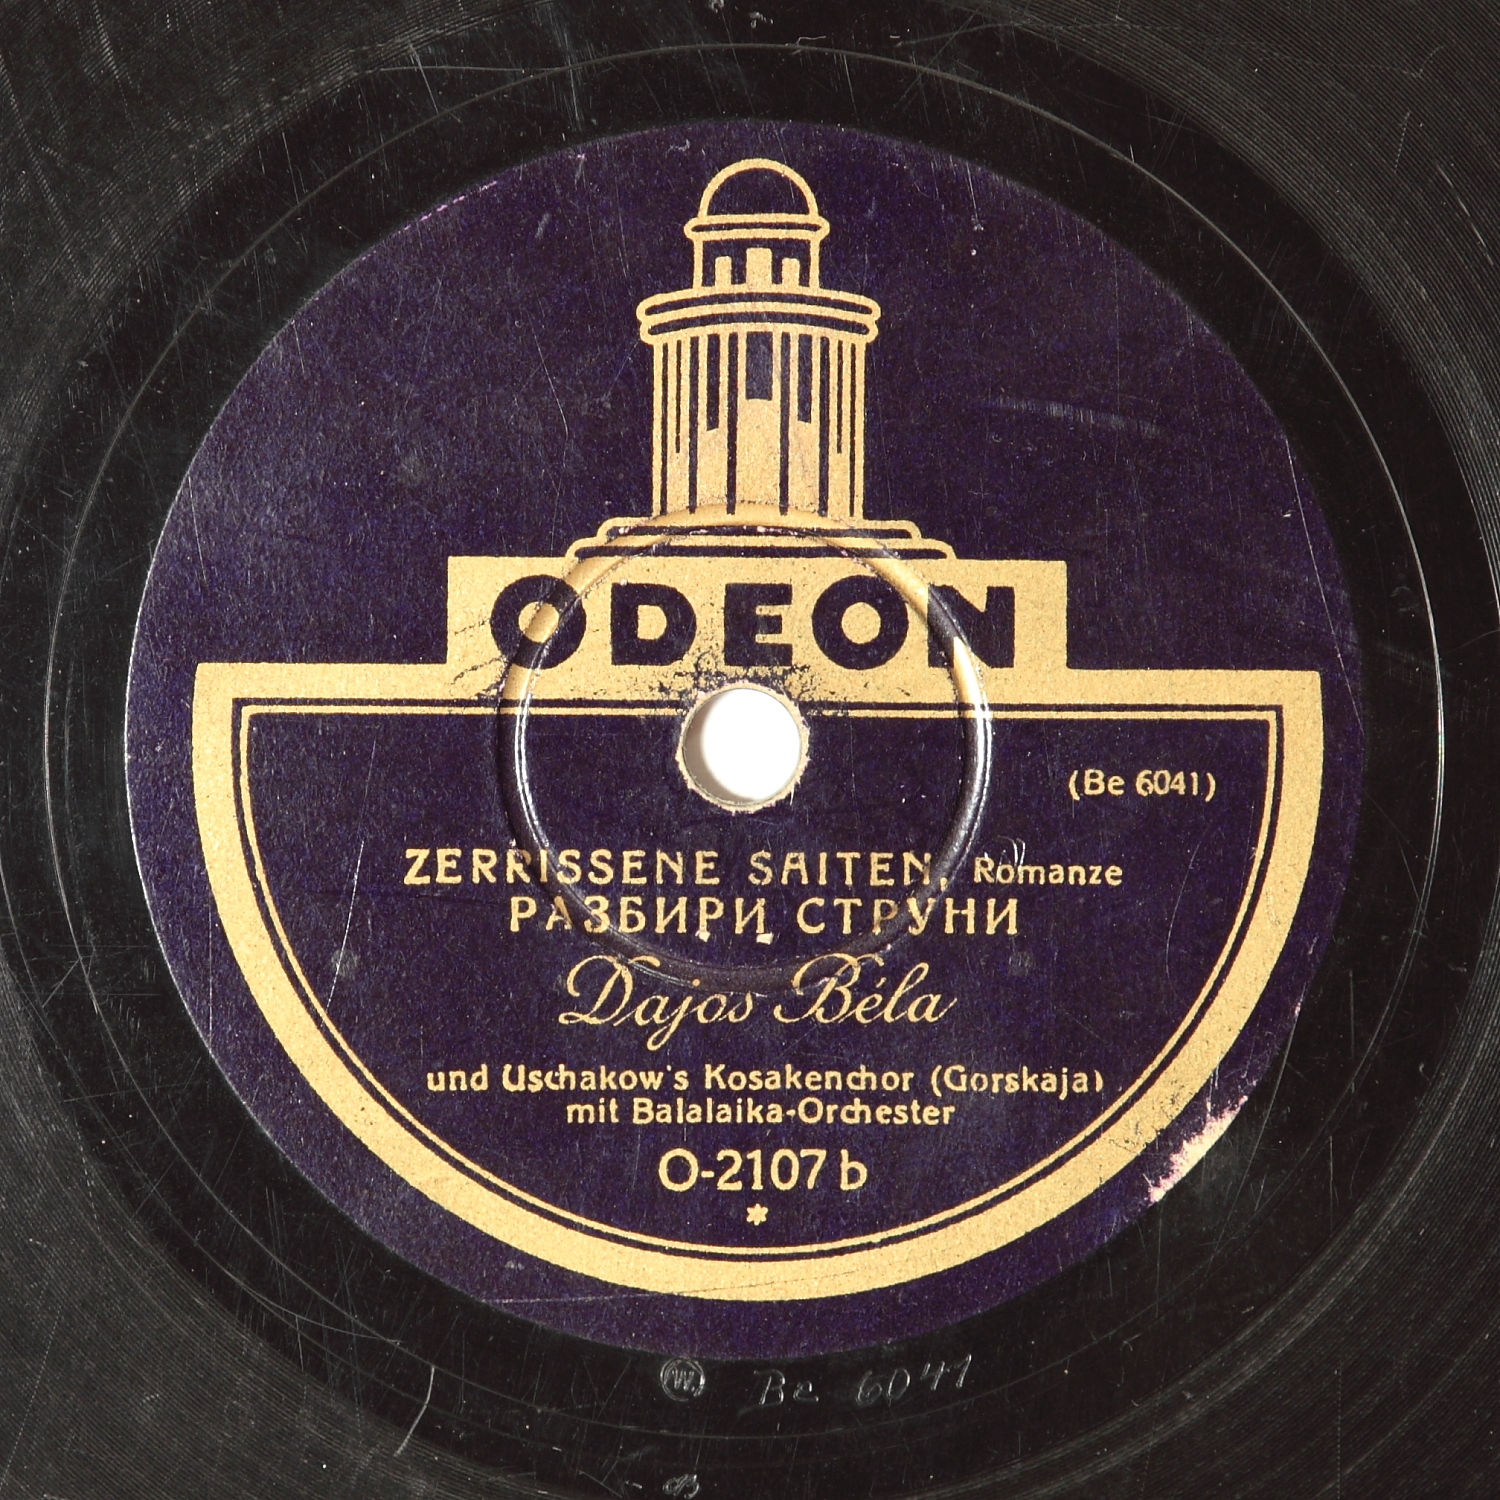 ODEON
(Be 6041)
ZERRISSENE SAITEN, Romanze
РАЗБИРИ СТРУНИ
Dajos Béla
und Uschakow's Kosakenchor (Gorskaja)
mit Balalaika-Orchester
O-2107 b
*
W Be 6041